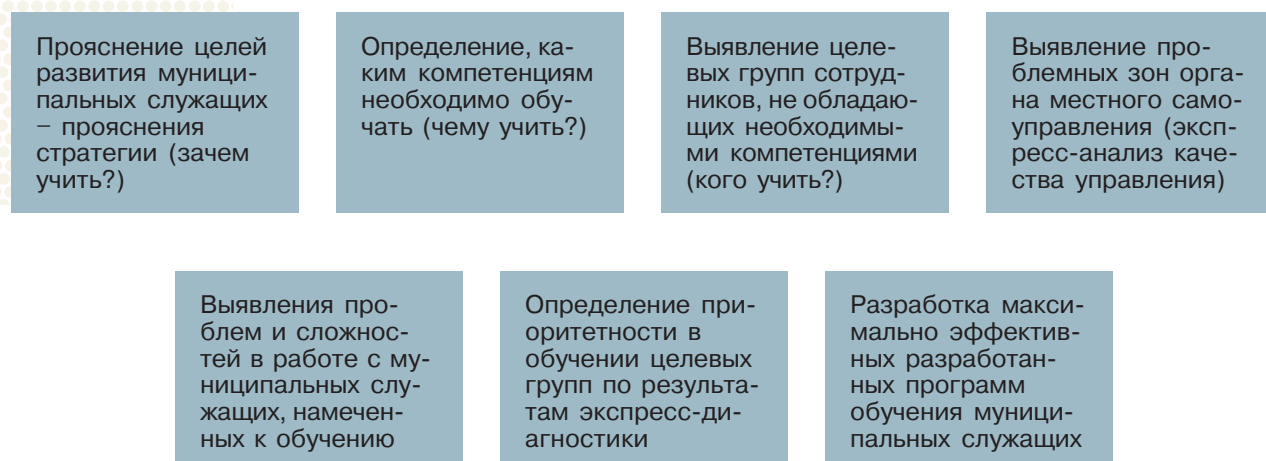 Прояснение целей
развития муници-
пальных служащих
– прояснения
стратегии (зачем
учить?)
Определение, ка-
ким компетенциям
необходимо обу-
чать (чему учить?)
Выявление целе-
вых групп сотруд-
ников, не обладаю-
щих необходимы-
ми компетенциями
(кого учить?)
Выявление про-
блемных зон орга-
на местного само-
управления (эксп-
ресс-анализ каче-
ства управления)
Выявления про-
блем и сложнос-
тей в работе с му-
ниципальных слу-
жащих, намечен-
ных к обучению
Определение при-
оритетности в
обучении целевых
групп по результа-
там экспресс-ди-
агностики
Разработка макси-
мально эффектив-
ных разработан-
ных программ
обучения муници-
пальных служащих